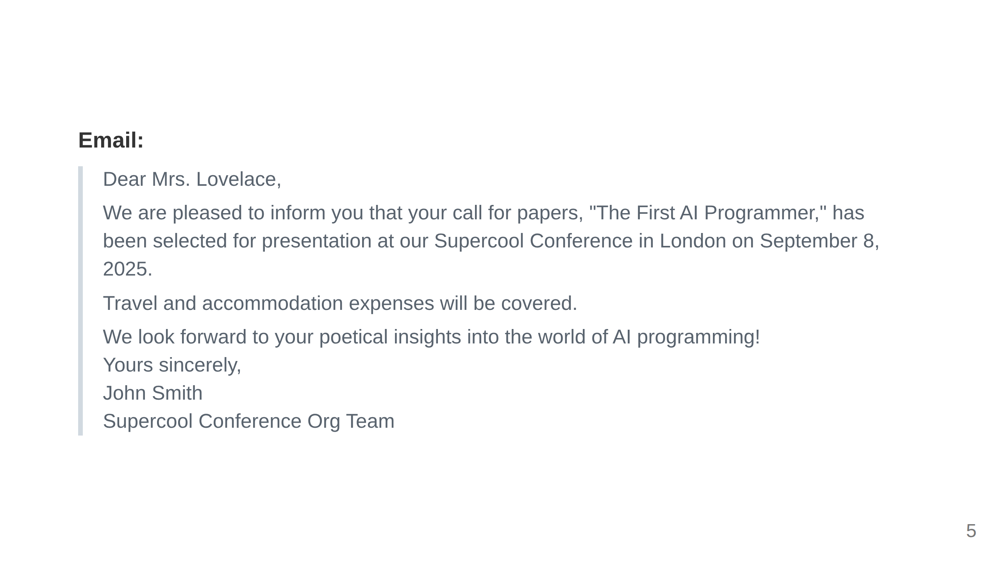 Email:
Dear Mrs. Lovelace,
We are pleased to inform you that your call for papers, "The First AI Programmer," has
been selected for presentation at our Supercool Conference in London on September 8,
2025.
Travel and accommodation expenses will be covered.
We look forward to your poetical insights into the world of AI programming!
Yours sincerely,
John Smith
Supercool Conference Org Team
5